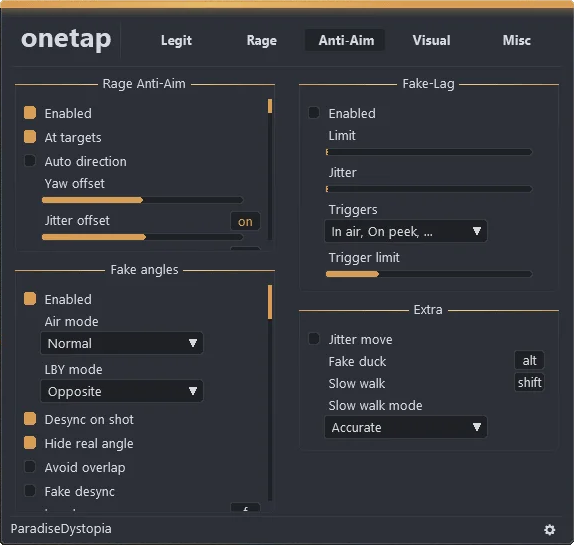 onetap
Legit
Rage
Anti-Aim
Visual
Misc
Rage Anti-Aim
Enabled
At targets
Auto direction
Yaw offset
Jitter offset
on
Fake angles
Enabled
Air mode
Normal
LBY mode
Opposite
Desync on shot
Hide real angle
Avoid overlap
Fake desync
Fake-Lag
Enabled
Limit
Jitter
Triggers
In air, On peek, ...
Trigger limit
Extra
Jitter move
Fake duck
alt
Slow walk
shift
Slow walk mode
Accurate
ParadiseDystopia